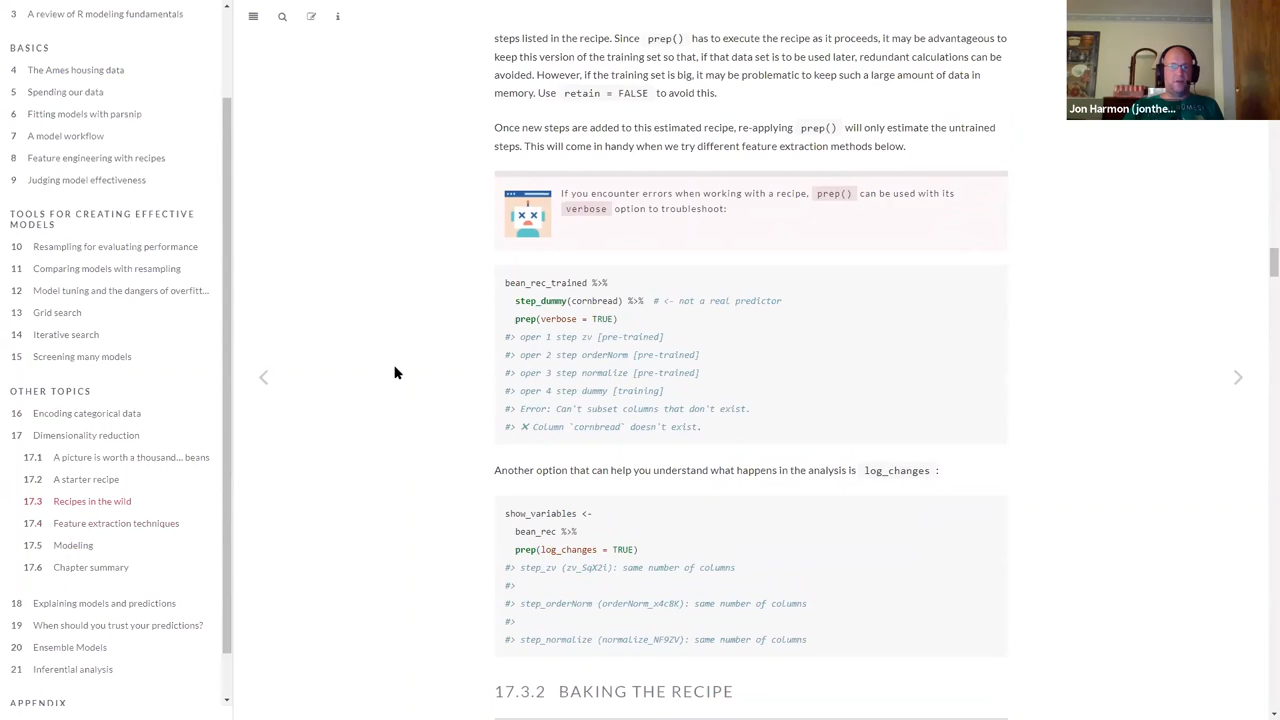 3 A review of R modeling fundamentals
BASICS
4 The Ames housing data
5 Spending our data
6 Fitting models with parsnip
7 A model workflow
8 Feature engineering with recipes
9 Judging model effectiveness
TOOLS FOR CREATING EFFECTIVE
MODELS
10 Resampling for evaluating performance
11 Comparing models with resampling
12 Model tuning and the dangers of overfitt...
13 Grid search
14 Iterative search
15 Screening many models
OTHER TOPICS
16 Encoding categorical data
17 Dimensionality reduction
17.1 A picture is worth a thousand... beans
17.2 A starter recipe
17.3 Recipes in the wild
17.4 Feature extraction techniques
17.5 Modeling
17.6 Chapter summary
18 Explaining models and predictions
19 When should you trust your predictions?
20 Ensemble Models
21 Inferential analysis
APPENDIX
steps listed in the recipe. Since prep() has to execute the recipe as it proceeds, it may be advantageous to
keep this version of the training set so that, if that data set is to be used later, redundant calculations can be
avoided. However, if the training set is big, it may be problematic to keep such a large amount of data in
memory. Use retain = FALSE to avoid this.
Once new steps are added to this estimated recipe, re-applying prep() will only estimate the untrained
steps. This will come in handy when we try different feature extraction methods below.
If you encounter errors when working with a recipe, prep() can be used with its
verbose option to troubleshoot:
bean_rec_trained %>%
step_dummy(cornbread) %>% # <- not a real predictor
prep(verbose = TRUE)
#> oper 1 step zv [pre-trained]
#> oper 2 step orderNorm [pre-trained]
#> oper 3 step normalize [pre-trained]
#> oper 4 step dummy [training]
#> Error: Can't subset columns that don't exist.
#> ✖ Column `cornbread` doesn't exist.
Another option that can help you understand what happens in the analysis is log_changes :
show_variables <-
bean_rec %>%
prep(log_changes = TRUE)
#> step_zv (zv_SqX2i): same number of columns
#>
#> step_orderNorm (orderNorm_x4cBK): same number of columns
#>
#> step_normalize (normalize_NF9ZV): same number of columns
17.3.2 BAKING THE RECIPE
Jon Harmon (jonthe...